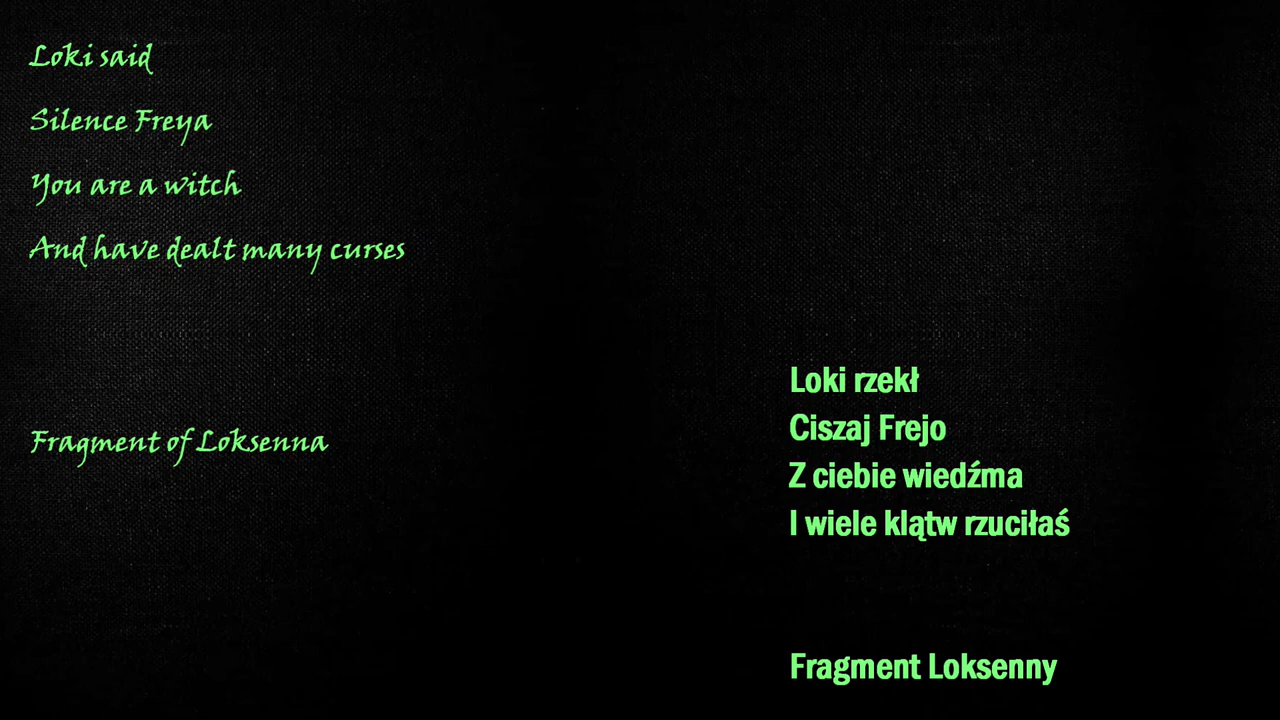 Loki said
Silence Freya
You are a witch
And have dealt many curses
Fragment of Loksenna
Loki rzekł
Ciszaj Frejo
Z ciebie wiedźma
I wiele klątw rzuciłaś
Fragment Loksenny